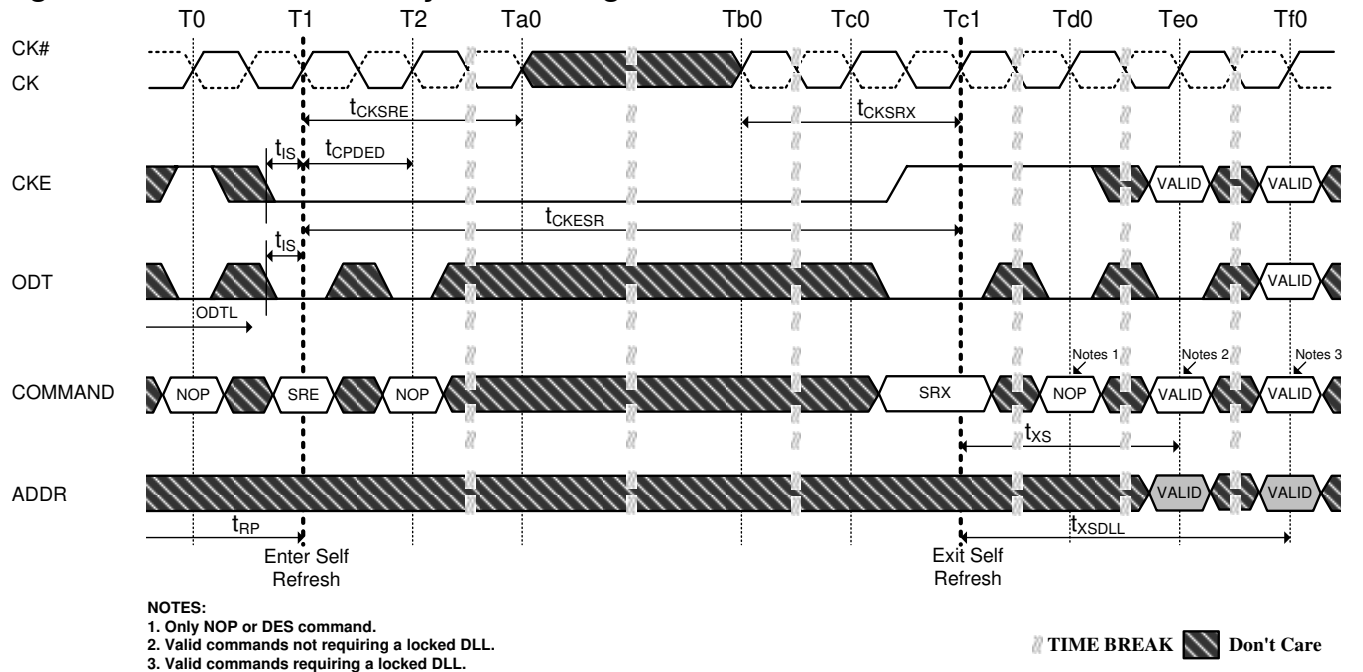 T0 T1 T2 Ta0 Tb0 Tc0 Tc1 Td0 Teo Tf0
CK#
CK
tCKSRE tCKSRX
tIS tCPDED
CKE VALID VALID
tCKESR
tIS
ODT VALID
ODTL
Notes 1 Notes 2 Notes 3
COMMAND NOP SRE NOP SRX NOP VALID VALID
tXS
ADDR VALID VALID
tRP tXSDLL
Enter Self Refresh
Exit Self Refresh
NOTES:
1. Only NOP or DES command.
2. Valid commands not requiring a locked DLL.
3. Valid commands requiring a locked DLL.
TIME BREAK Don't Care